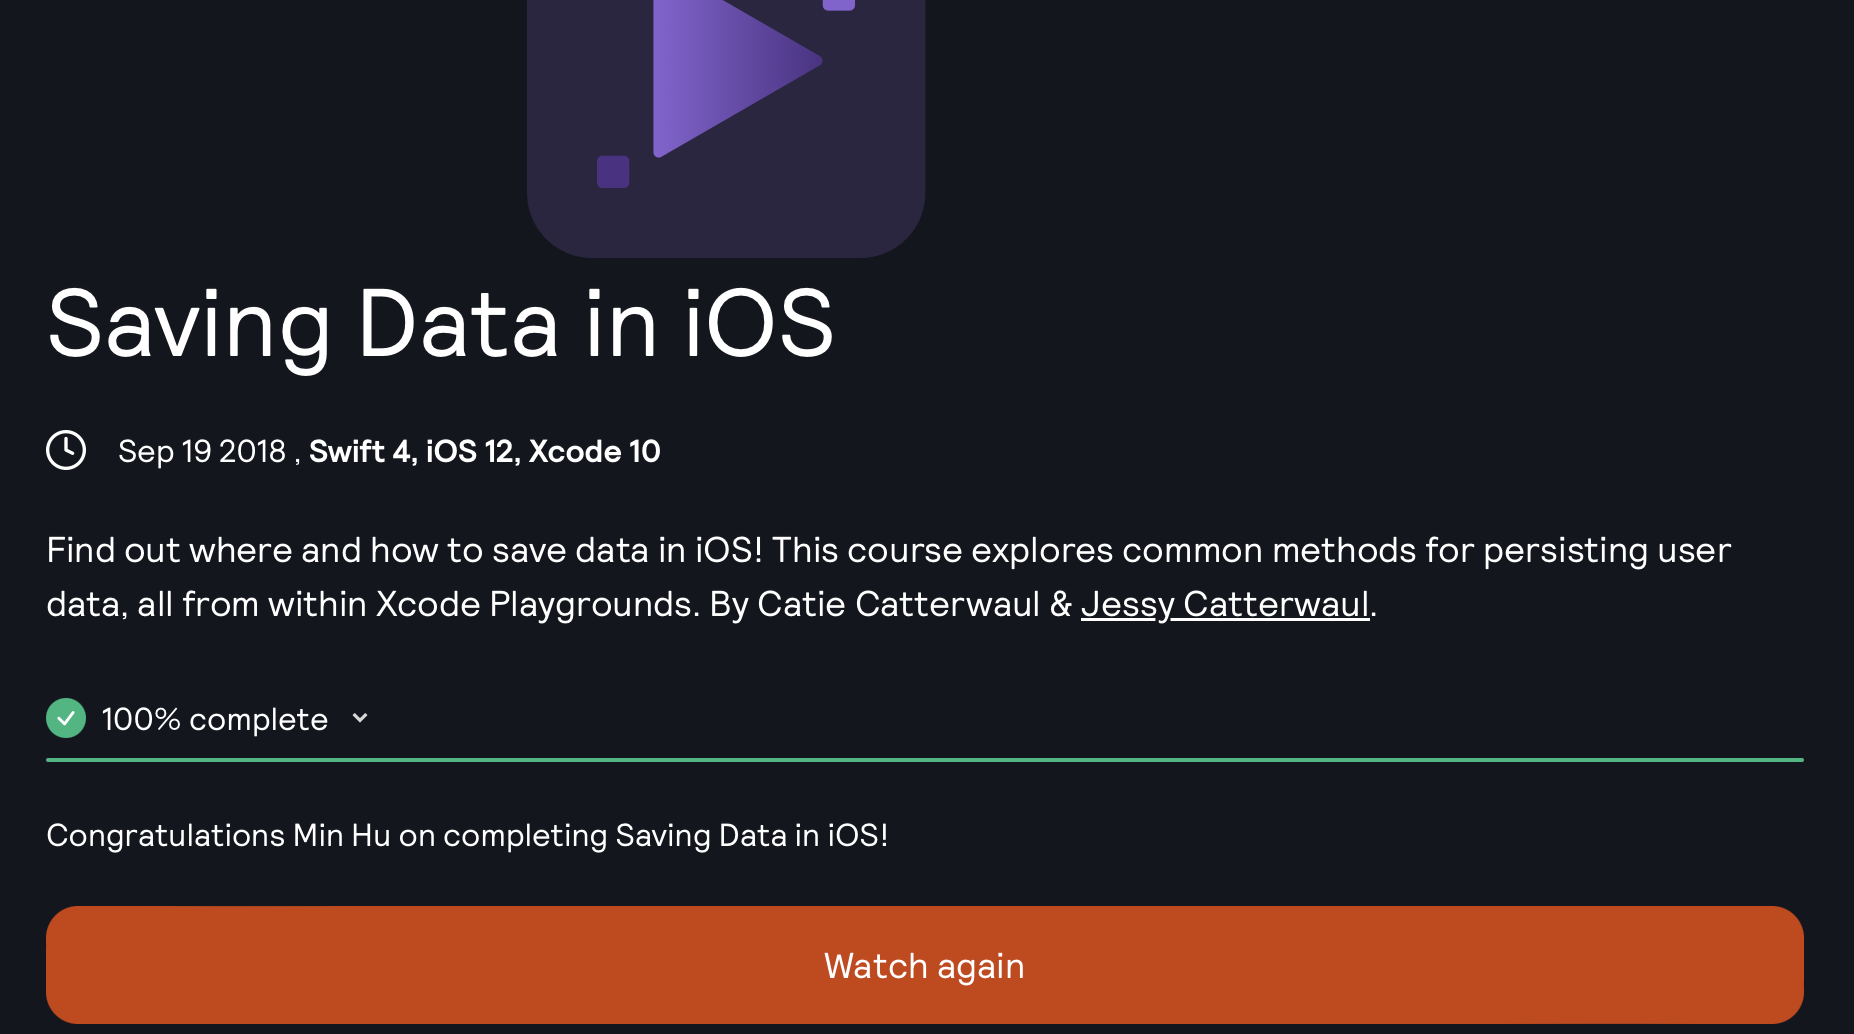 Saving Data in iOS
Sep 19 2018 , Swift 4, iOS 12, Xcode 10
Find out where and how to save data in iOS! This course explores common methods for persisting user
data, all from within Xcode Playgrounds. By Catie Catterwaul & Jessy Catterwaul.
100% complete
Congratulations Min Hu on completing Saving Data in iOS!
Watch again